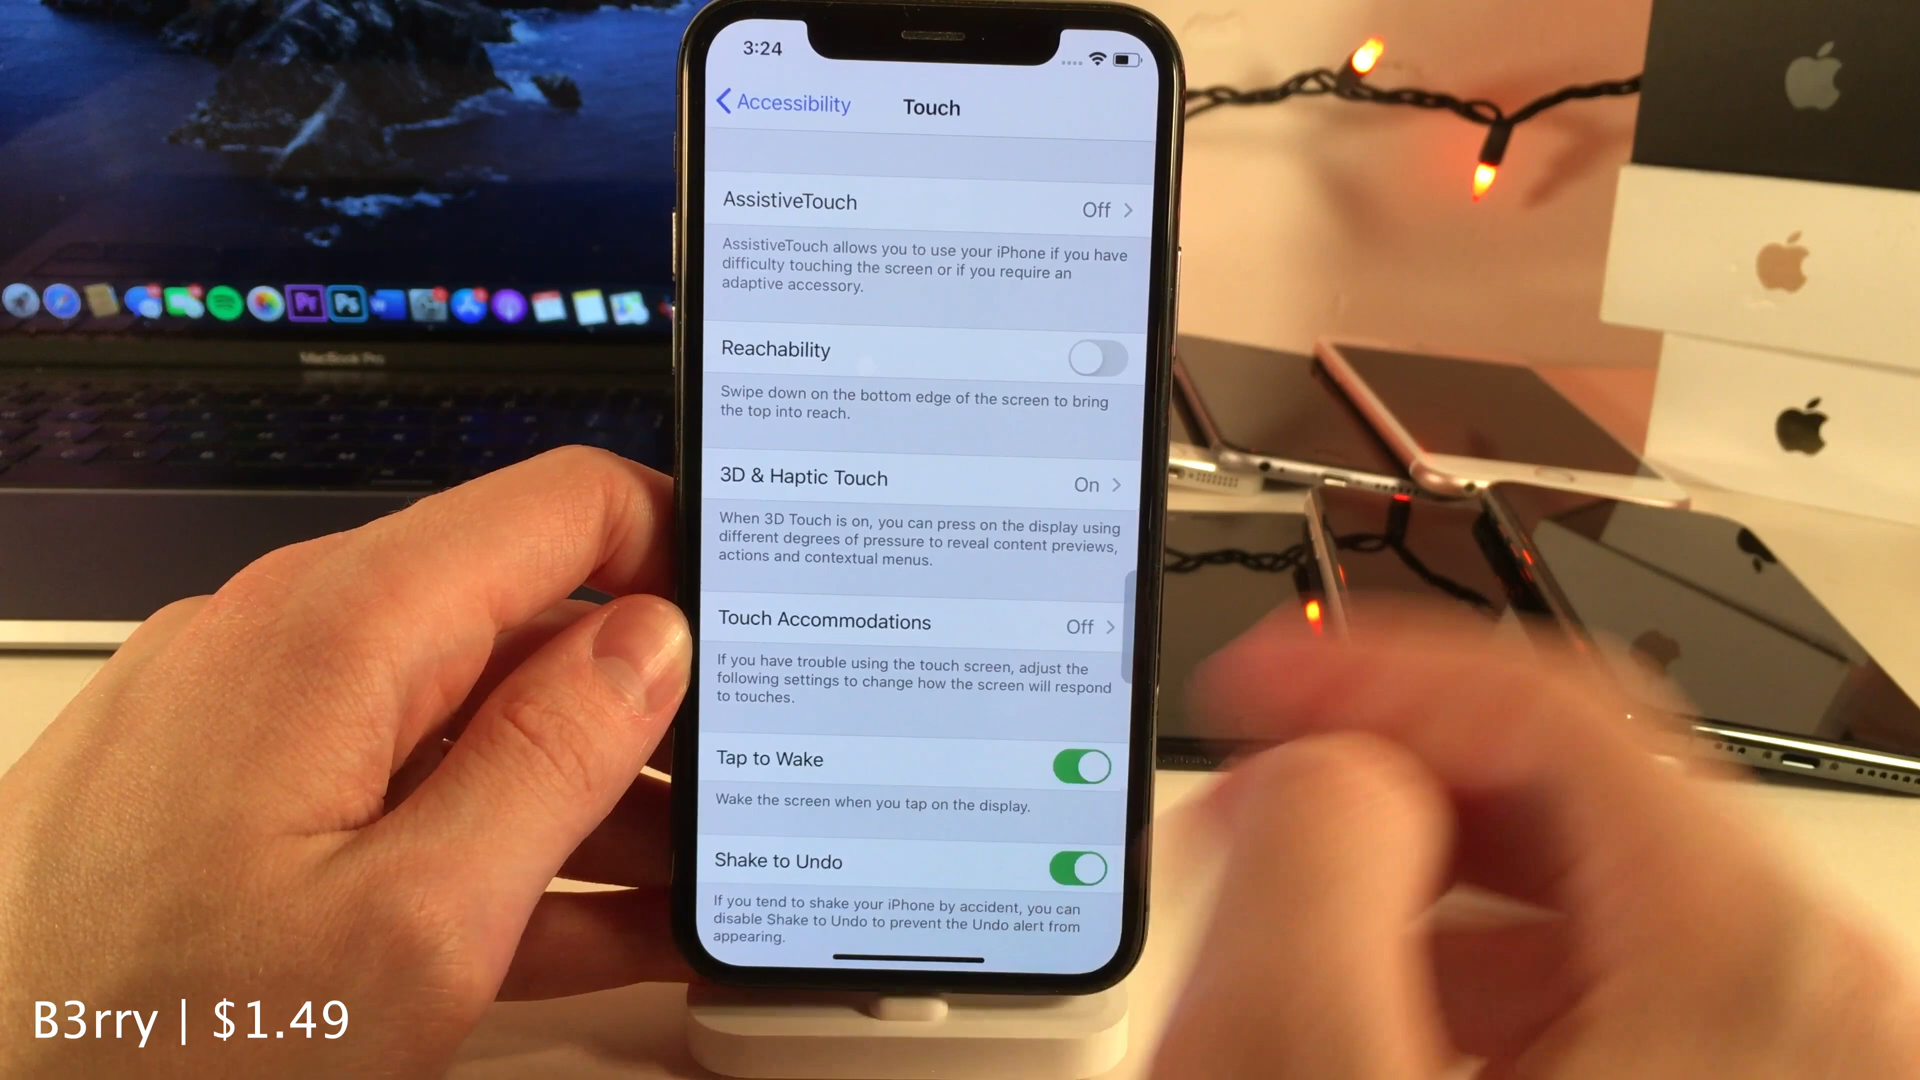 3:24
Accessibility
Touch
AssistiveTouch
Off
AssistiveTouch allows you to use your iPhone if you have
difficulty touching the screen or if you require an
adaptive accessory.
Reachability
Swipe down on the bottom edge of the screen to bring
the top into reach.
3D & Haptic Touch
On
When 3D Touch is on, you can press on the display using
different degrees of pressure to reveal content previews,
actions and contextual menus.
Touch Accommodations
Off
If you have trouble using the touch screen, adjust the
following settings to change how the screen will respond
to touches.
Tap to Wake
Wake the screen when you tap on the display.
Shake to Undo
If you tend to shake your iPhone by accident, you can
disable Shake to Undo to prevent the Undo alert from
appearing.
Pr
Ps
W
MacBook Pro
B3rry | $1.49